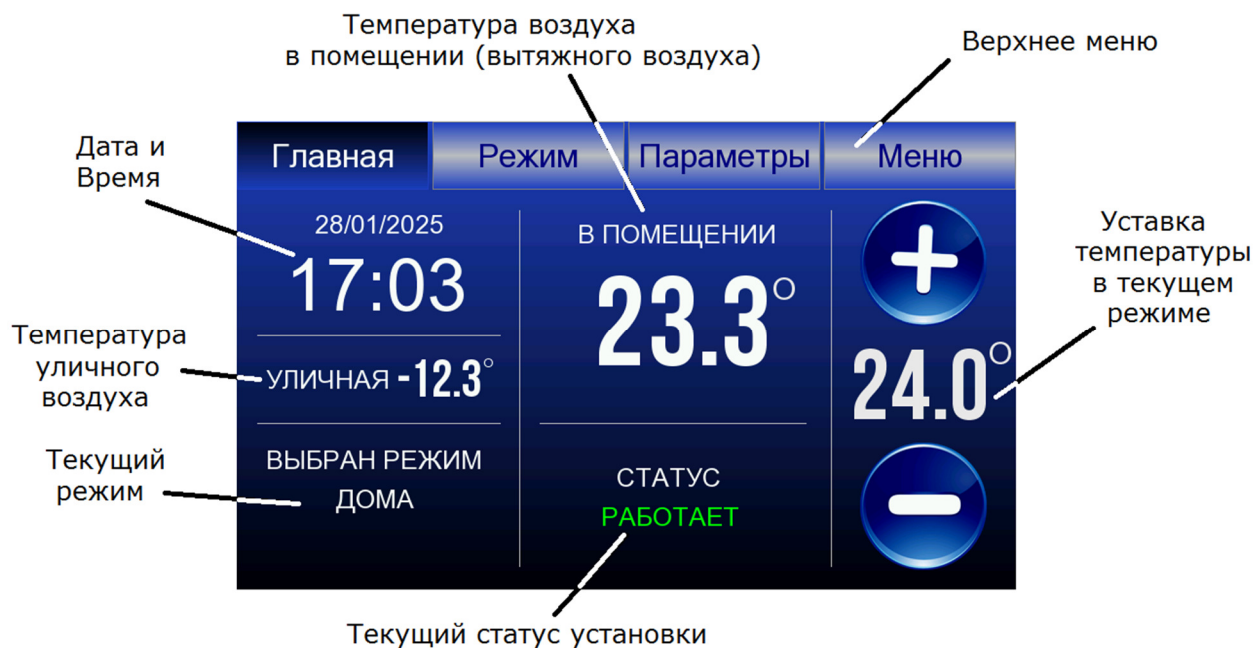 Температура воздуха
в помещении (вытяжного воздуха)
Верхнее меню
Дата и
Время
Главная
Режим
Параметры
Меню
28/01/2025
17:03
В ПОМЕЩЕНИИ
23.3°
Уставка
температуры
в текущем
режиме
Температура
уличного
воздуха
УЛИЧНАЯ -12.3°
24.0°
Текущий
режим
ВЫБРАН РЕЖИМ
ДОМА
СТАТУС
РАБОТАЕТ
Текущий статус установки